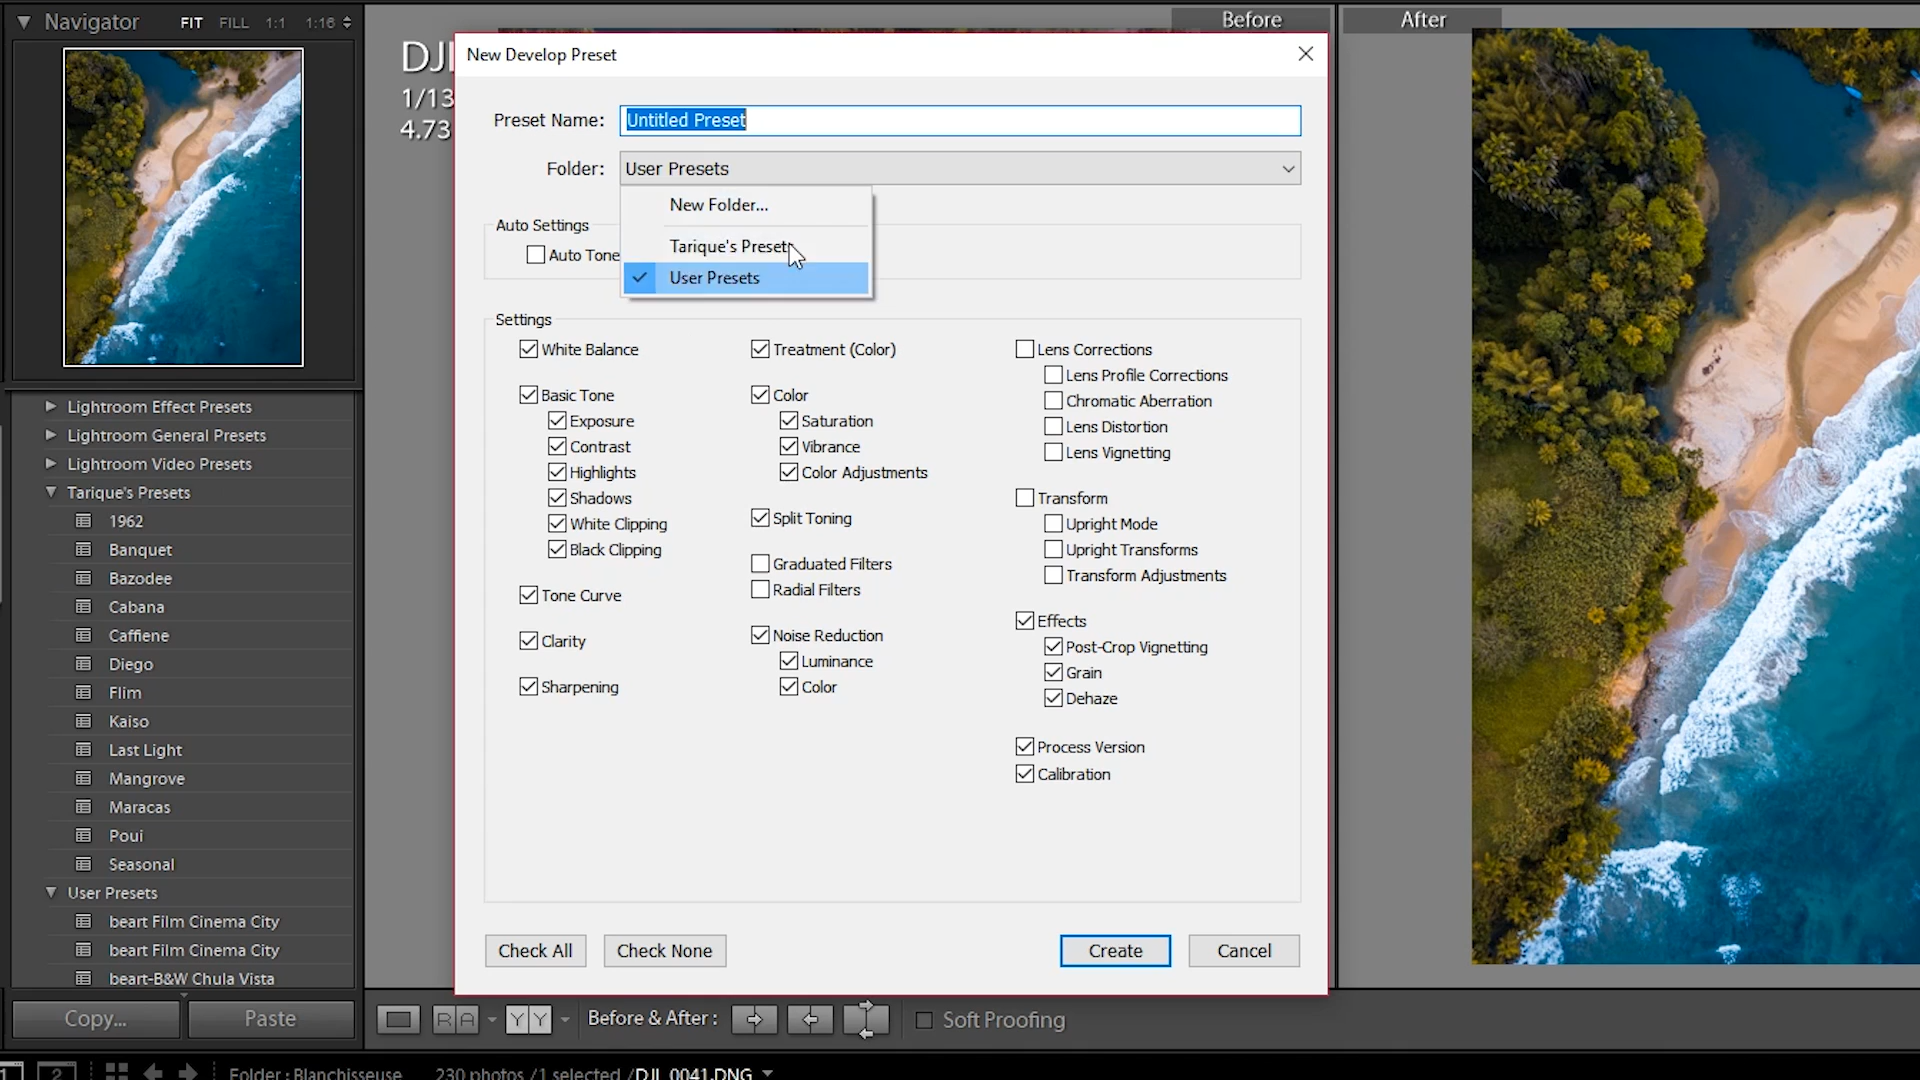 Navigator FIT FILL 1:1 1:16
Lightroom Effect Presets
Lightroom General Presets
Lightroom Video Presets
Tarique's Presets
1962
Banquet
Bazodee
Cabana
Caffiene
Diego
Flim
Kaiso
Last Light
Mangrove
Maracas
Poui
Seasonal
User Presets
beart Film Cinema City
beart Film Cinema City
beart-B&W Chula Vista
Copy... Paste
Before After
DJI
1/13
4.73
New Develop Preset
Preset Name: Untitled Preset
Folder: User Presets
New Folder...
Tarique's Presets
User Presets
Auto Settings
Auto Tone
Settings
White Balance
Basic Tone
Exposure
Contrast
Highlights
Shadows
White Clipping
Black Clipping
Tone Curve
Clarity
Sharpening
Treatment (Color)
Color
Saturation
Vibrance
Color Adjustments
Split Toning
Graduated Filters
Radial Filters
Noise Reduction
Luminance
Color
Lens Corrections
Lens Profile Corrections
Chromatic Aberration
Lens Distortion
Lens Vignetting
Transform
Upright Mode
Upright Transforms
Transform Adjustments
Effects
Post-Crop Vignetting
Grain
Dehaze
Process Version
Calibration
Check All Check None Create Cancel
RA YY Before & After : Soft Proofing
1 2 Folder : Blanchisseuse 230 photos /1 selected /DJI_0041.DNG